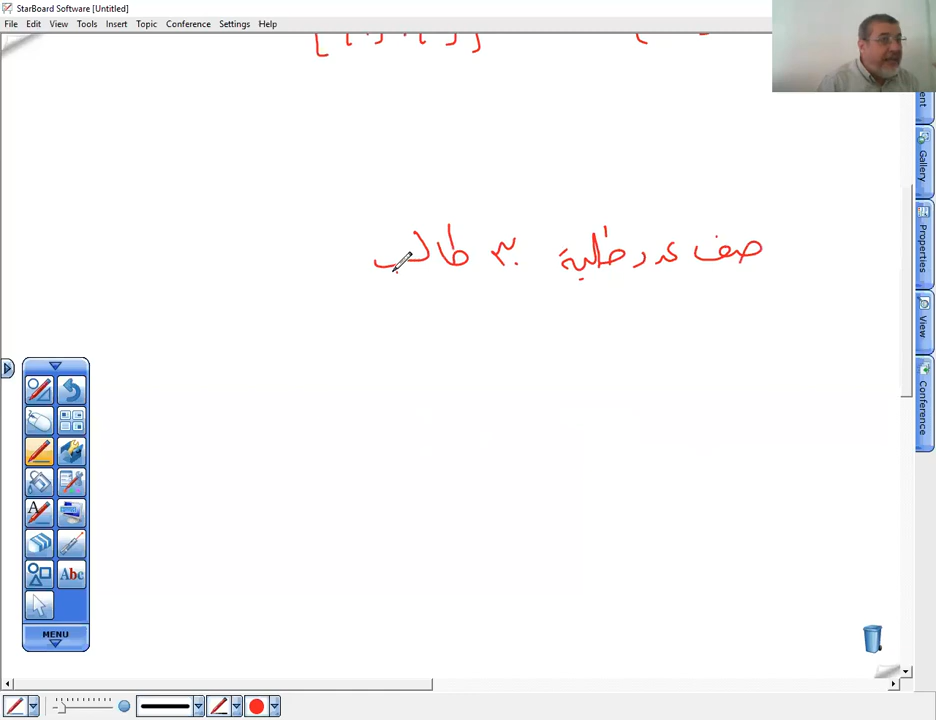 StarBoard Software [Untitled]
File Edit View Tools Insert Topic Conference Settings Help
صف عدد طلبة ٣٠ طالب
Gallery
Properties
View
Conference
A
Abc
MENU